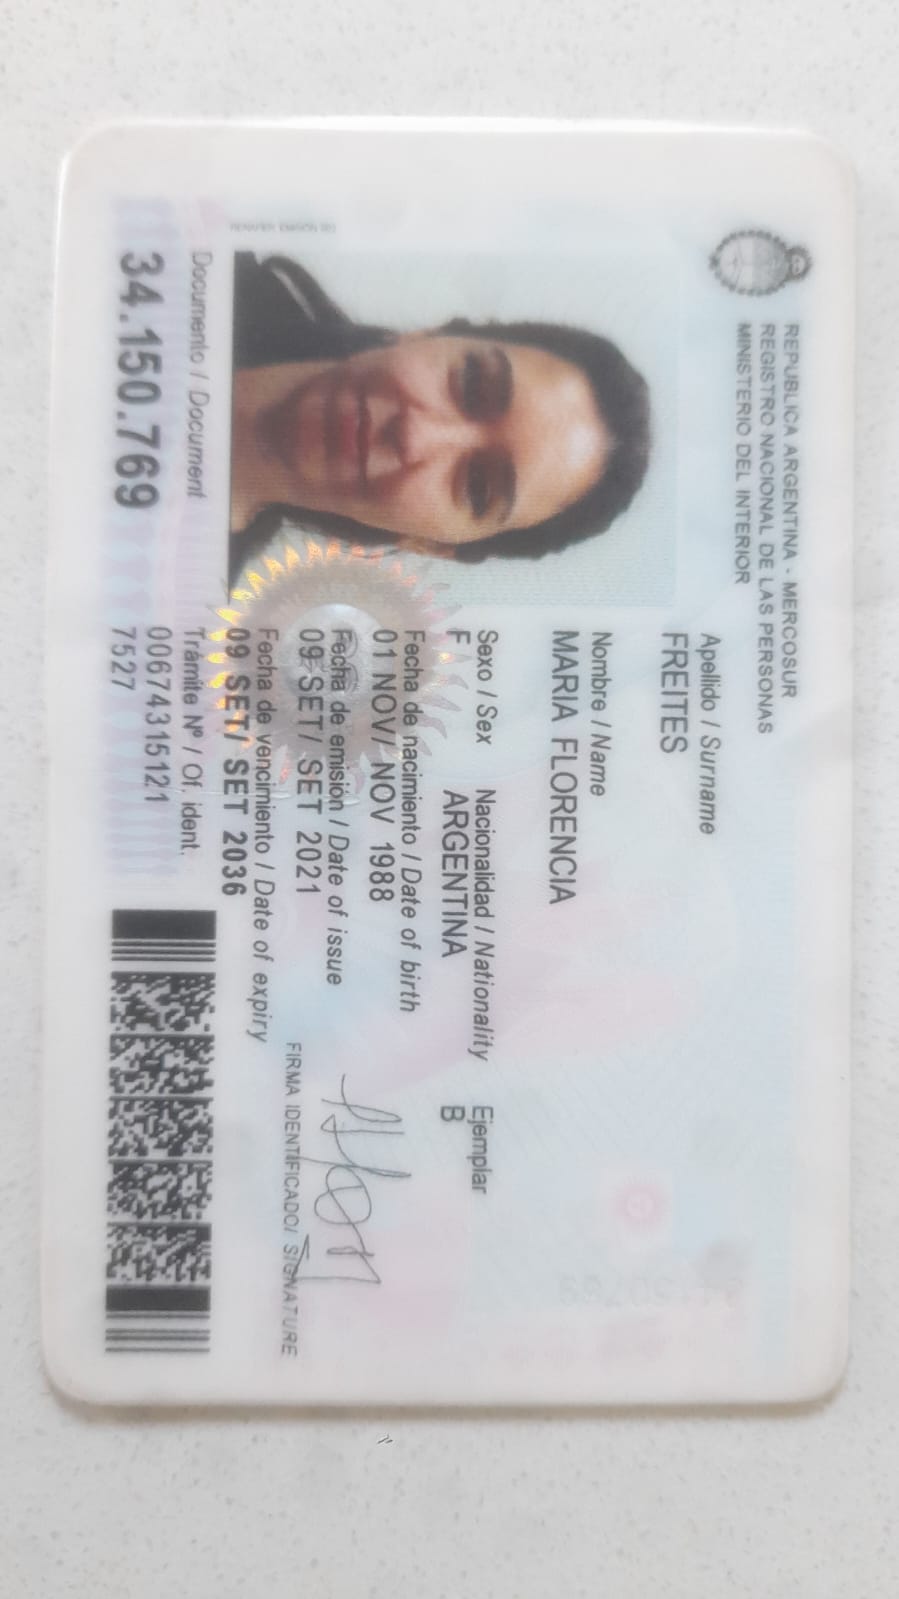 REPUBLICA ARGENTINA - MERCOSUR
REGISTRO NACIONAL DE LAS PERSONAS
MINISTERIO DEL INTERIOR
Apellido / Surname
FREITES
Nombre / Name
MARIA FLORENCIA
Sexo / Sex Nacionalidad / Nationality Ejemplar
F ARGENTINA B
Fecha de nacimiento / Date of birth
01 NOV/ NOV 1988
Fecha de emisión / Date of issue
09 SET/ SET 2021
Fecha de vencimiento / Date of expiry
09 SET/ SET 2036
FIRMA IDENTIFICADO/ SIGNATURE
Documento / Document
34.150.769
Trámite Nº / Of. ident.
00674315121
7527